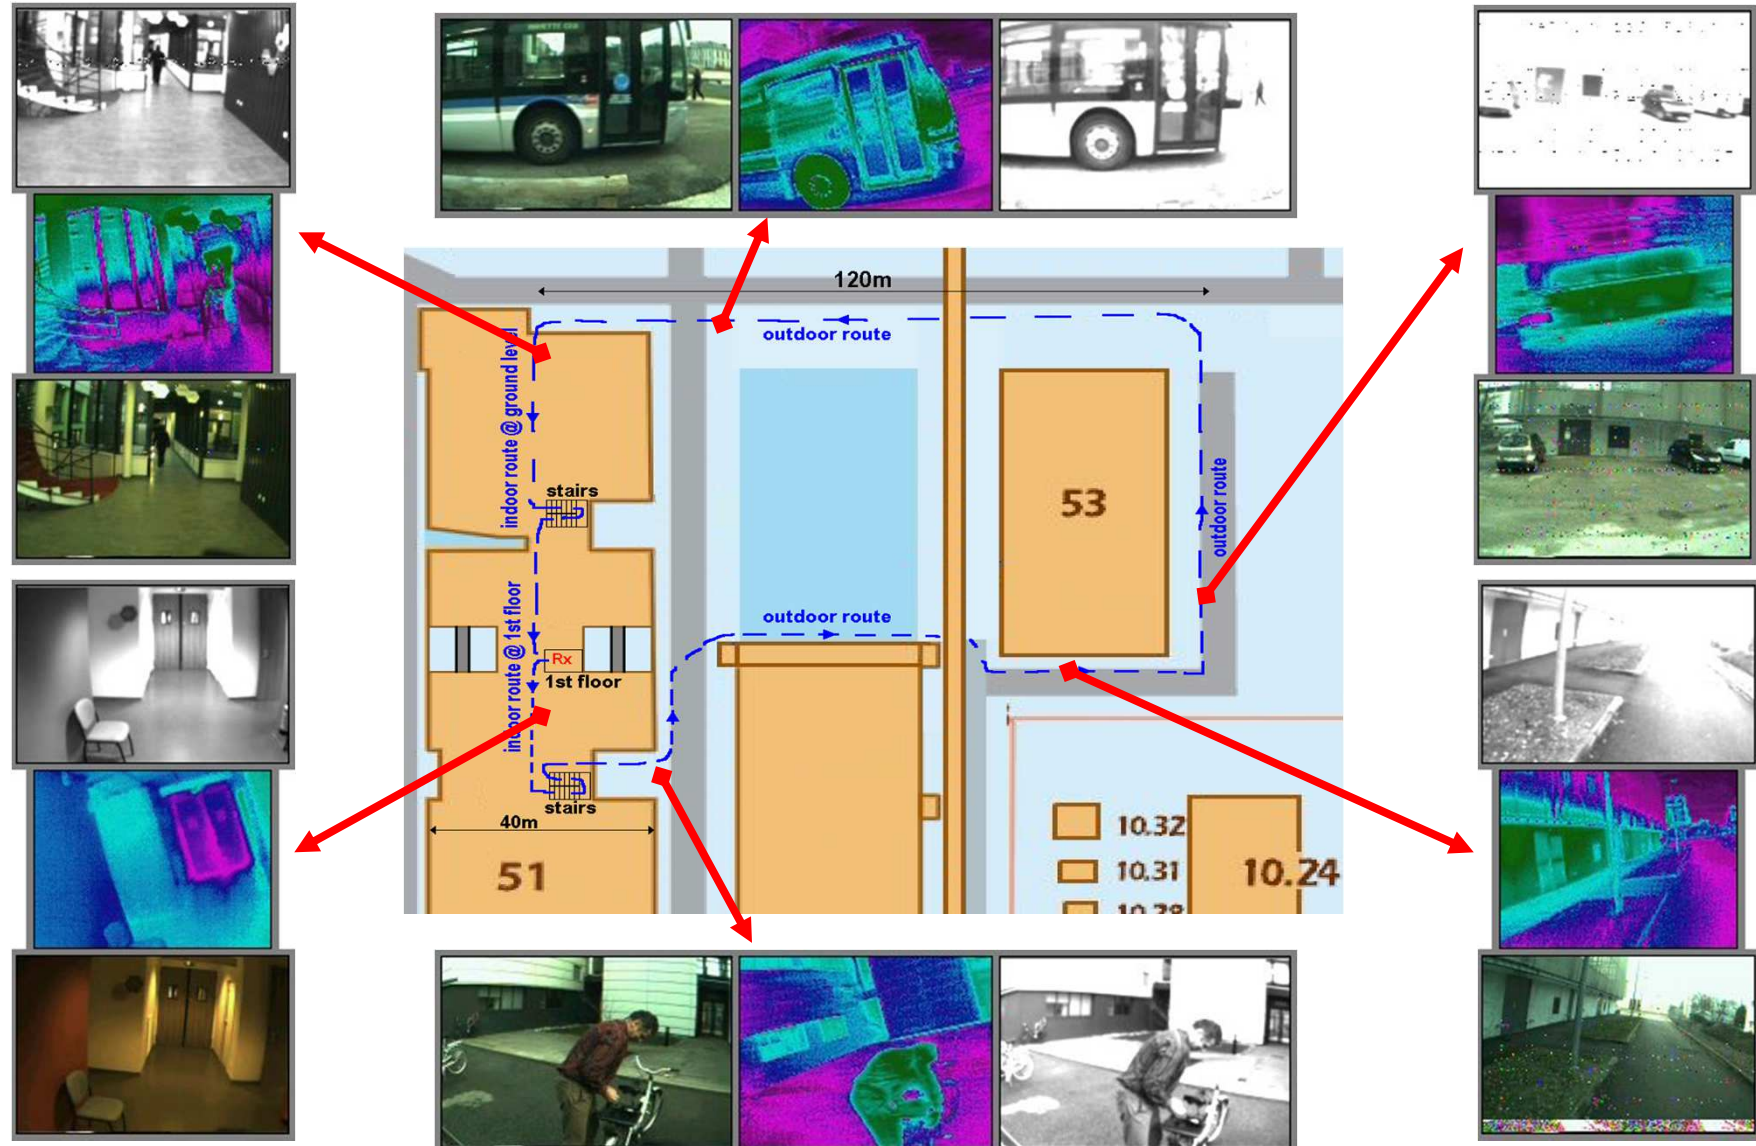 120m
outdoor route
indoor route @ ground level
stairs
53
outdoor route
indoor route @ 1st floor
outdoor route
Rx
1st floor
stairs
40m
51
10.32
10.31
10.24